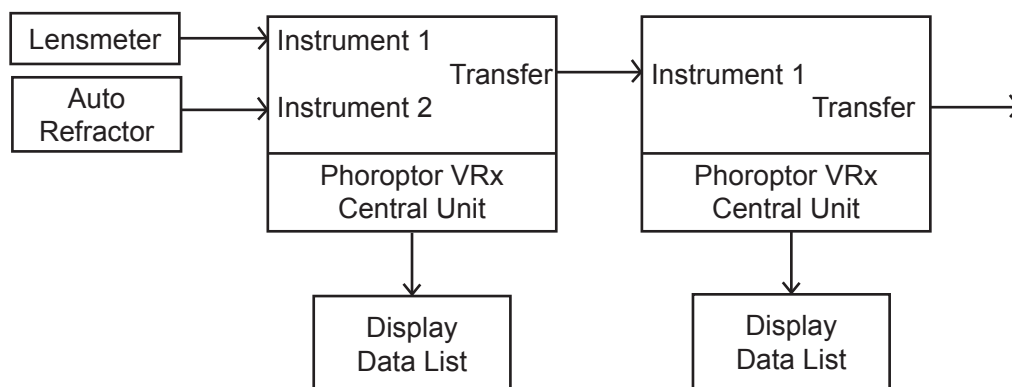 Lensmeter
Auto
Refractor
Instrument 1
Transfer
Instrument 2
Phoroptor VRx
Central Unit
Display
Data List
Instrument 1
Transfer
Phoroptor VRx
Central Unit
Display
Data List